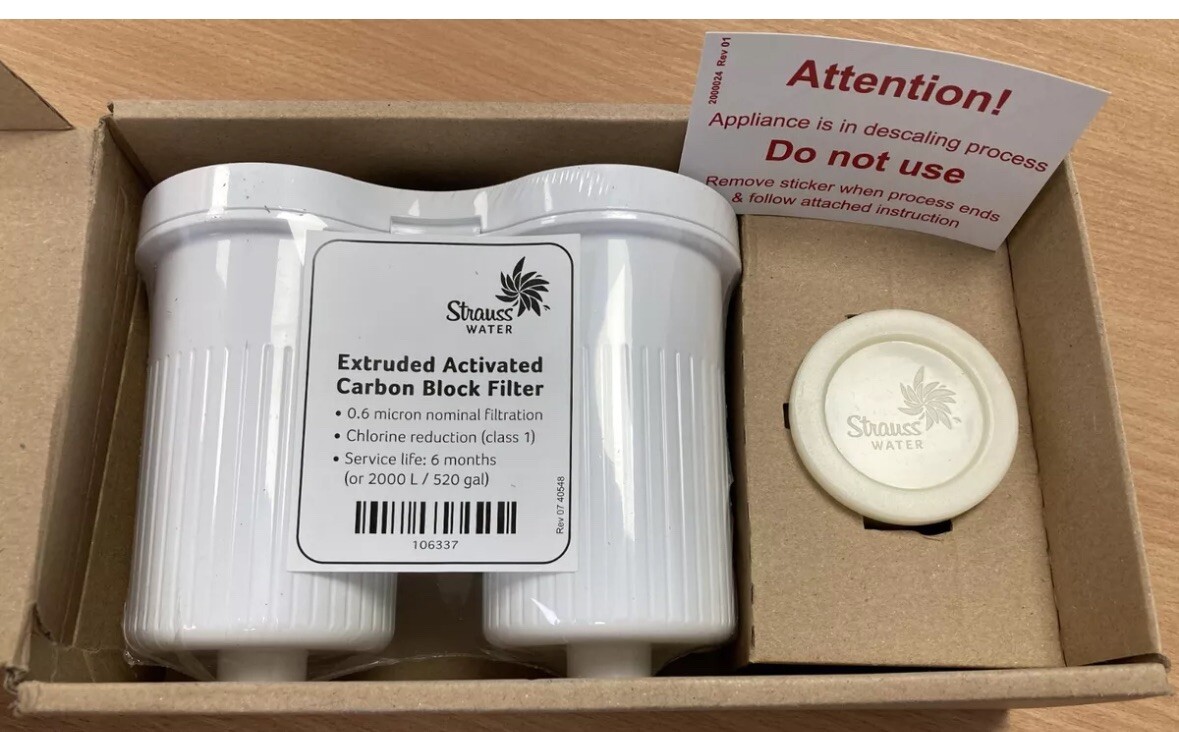 Strauss
WATER
Extruded Activated
Carbon Block Filter
• 0.6 micron nominal filtration
• Chlorine reduction (class 1)
• Service life: 6 months
(or 2000 L / 520 gal)
106337
Rev 07 40548
2000024 Rev 01
Attention!
Appliance is in descaling process
Do not use
Remove sticker when process ends
& follow attached instruction
Strauss
WATER